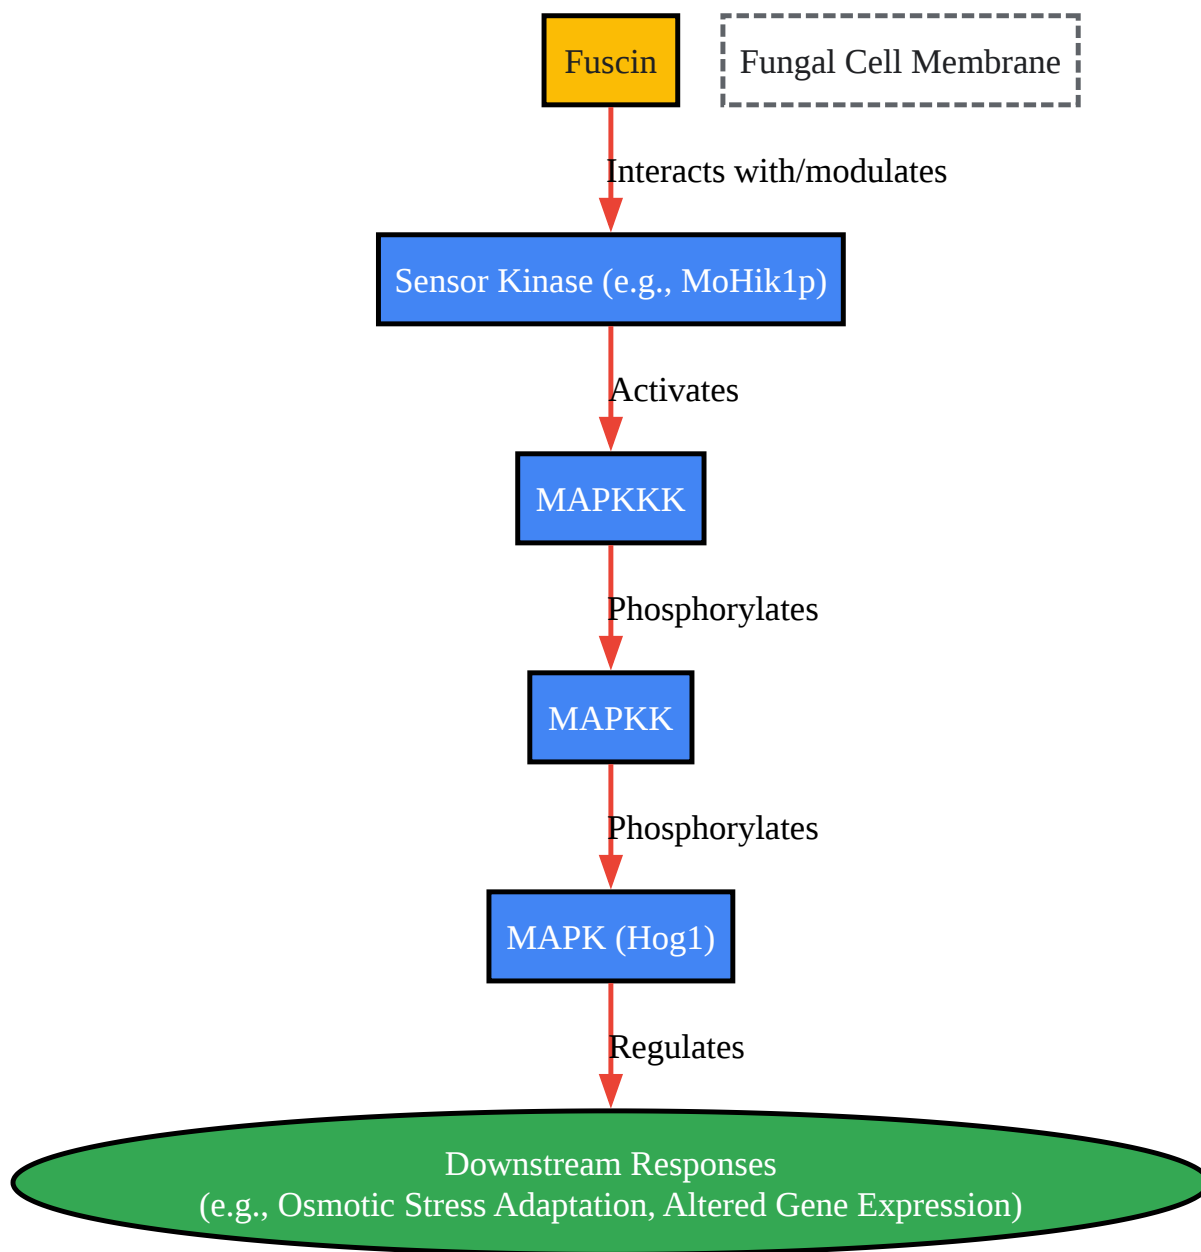 Fuscin
Fungal Cell Membrane
Interacts with/modulates
Sensor Kinase (e.g., MoHik1p)
Activates
MAPKKK
Phosphorylates
MAPKK
Phosphorylates
MAPK (Hog1)
Regulates
Downstream Responses
(e.g., Osmotic Stress Adaptation, Altered Gene Expression)